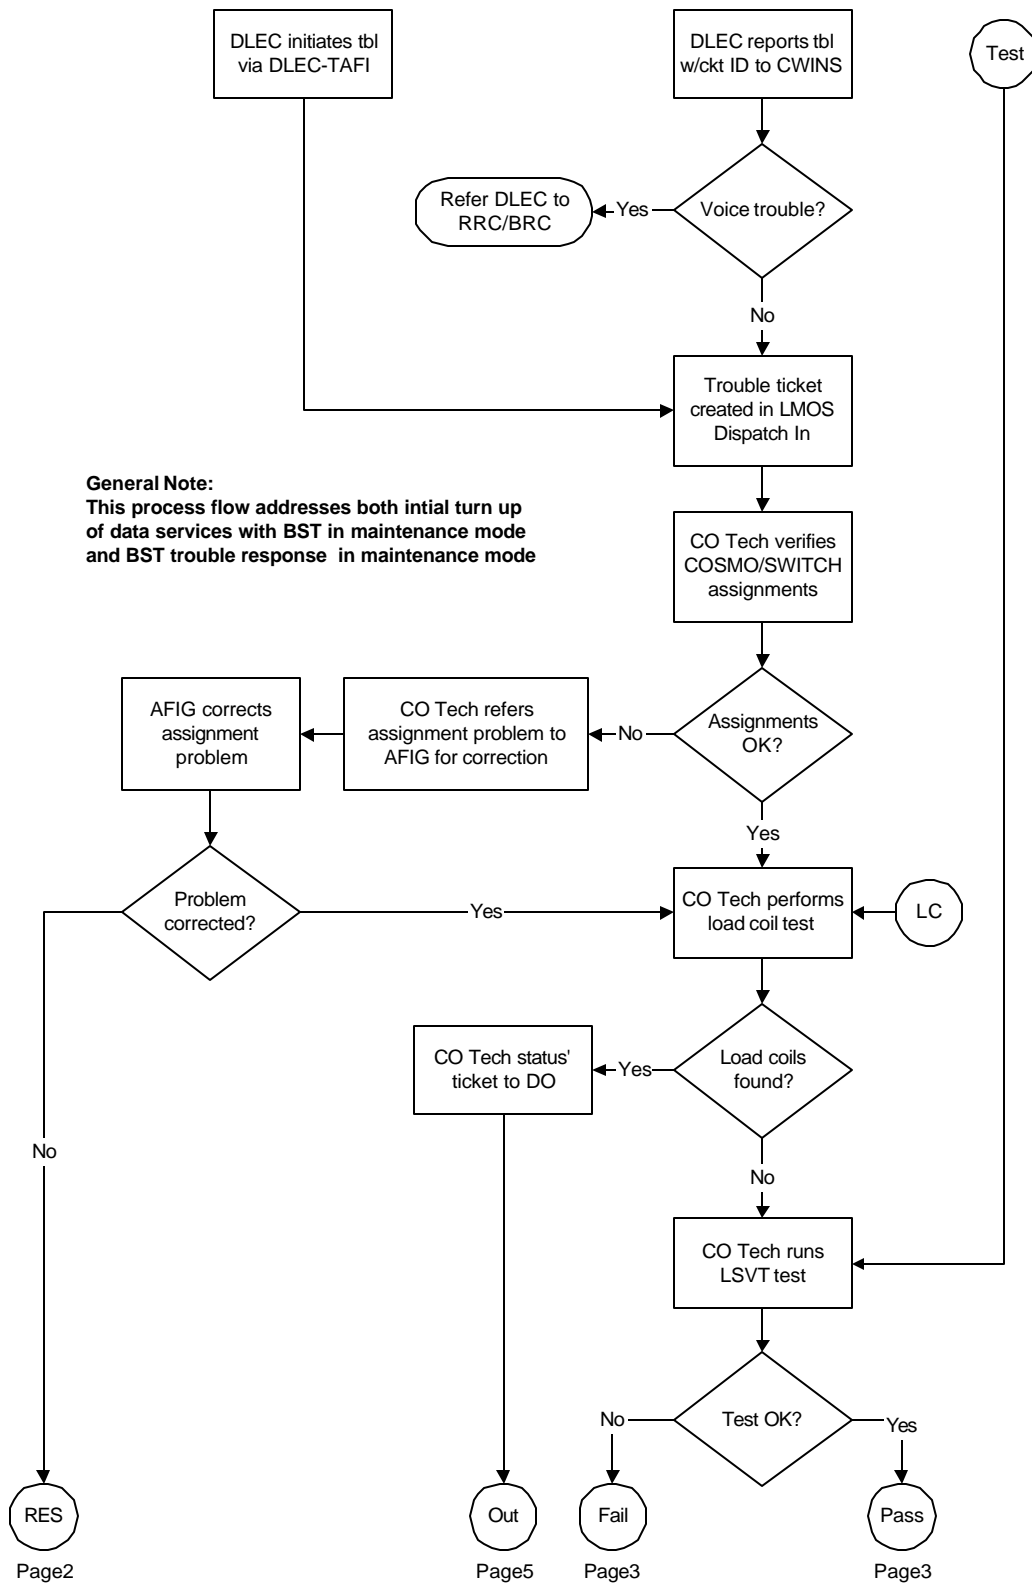 DLEC initiates tbl
via DLEC-TAFI
DLEC reports tbl
w/ckt ID to CWINS
Test
Refer DLEC to
RRC/BRC
Yes
Voice trouble?
No
Trouble ticket
created in LMOS
Dispatch In
General Note:
This process flow addresses both intial turn up
of data services with BST in maintenance mode
and BST trouble response in maintenance mode
CO Tech verifies
COSMO/SWITCH
assignments
AFIG corrects
assignment
problem
CO Tech refers
assignment problem to
AFIG for correction
No
Assignments
OK?
Yes
Problem
corrected?
Yes
CO Tech performs
load coil test
LC
CO Tech status'
ticket to DO
Yes
Load coils
found?
No
No
CO Tech runs
LSVT test
No
Test OK?
Yes
RES
Out
Fail
Pass
Page2
Page5
Page3
Page3